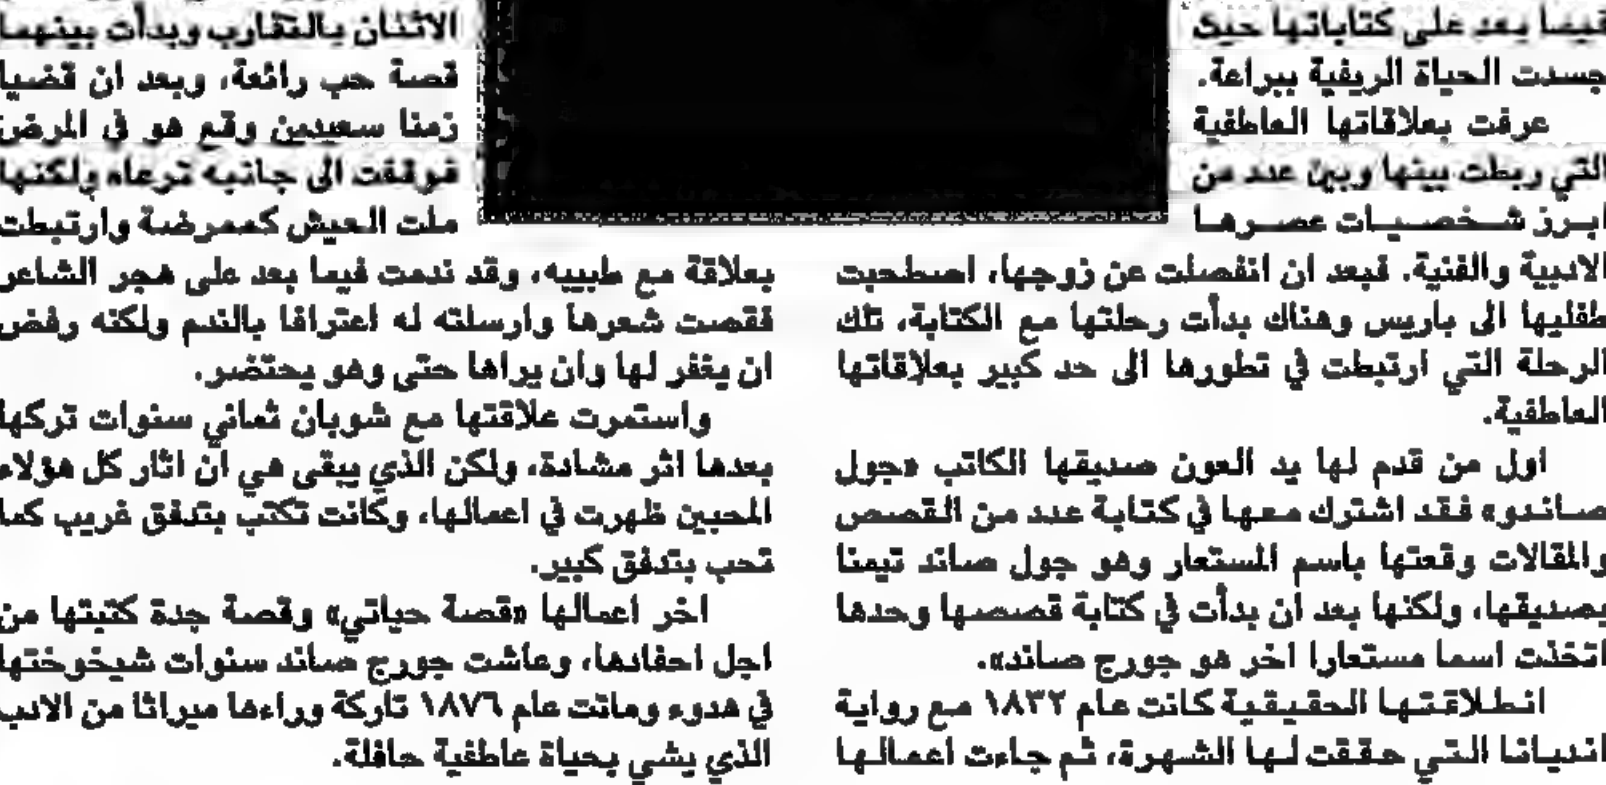 فيما بعد على كتاباتها حيث
جسدت الحياة الريفية ببراعة.
عرفت بعلاقاتها العاطفية
التي ربطت بينها وبين عدد من
ابرز شخصيات عصرها
الادبية والفنية. فبعد ان انفصلت عن زوجها، اصطحبت
طفليها الى باريس وهناك بدأت رحلتها مع الكتابة، تلك
الرحلة التي ارتبطت في تطورها الى حد كبير بعلاقاتها
العاطفية.
اول من قدم لها يد العون صديقها الكاتب «جول
صاندو» فقد اشترك معها في كتابة عدد من القصص
والمقالات وقعتها باسم المستعار وهو جول صاند تيمنا
بصديقها، ولكنها بعد ان بدأت في كتابة قصصها وحدها
اتخذت اسما مستعارا اخر هو جورج صاند».
انطلاقتها الحقيقية كانت عام ١٨٣٢ مع رواية
انديانا التي حققت لها الشهرة، ثم جاءت اعمالها
الاثنان بالتقارب وبدأت بينهما
قصة حب رائعة، وبعد ان قضيا
زمنا سعيدين وقع هو في المرض
فوقفت الى جانبه ترعاه ولكنها
ملت العيش كممرضة وارتبطت
بعلاقة مع طبيبه، وقد ندمت فيما بعد على هجر الشاعر
فقصت شعرها وارسلته له اعترافا بالندم ولكنه رفض
ان يغفر لها وان يراها حتى وهو يحتضر.
واستمرت علاقتها مع شوبان ثماني سنوات تركها
بعدها اثر مشادة، ولكن الذي يبقى هي ان اثار كل هؤلاء
المحبين ظهرت في اعمالها، وكانت تكتب بتدفق غريب كما
تحب بتدفق كبير.
اخر اعمالها «قصة حياتي» وقصة جدة كتبتها من
اجل احفادها، وعاشت جورج صاند سنوات شيخوختها
في هدوء وماتت عام ١٨٧٦ تاركة وراءها ميراثا من الادب
الذي يشي بحياة عاطفية حافلة.